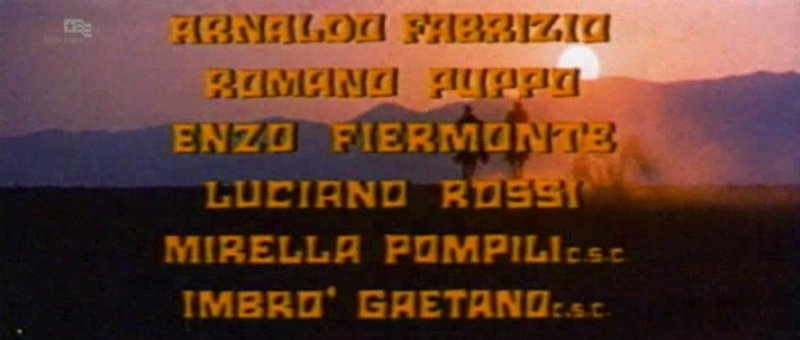 ARNALDO FABRIZIO
ROMANO PUPPO
ENZO FIERMONTE
LUCIANO ROSSI
MIRELLA POMPILI C.S.C
IMBRO' GAETANO C.S.C.